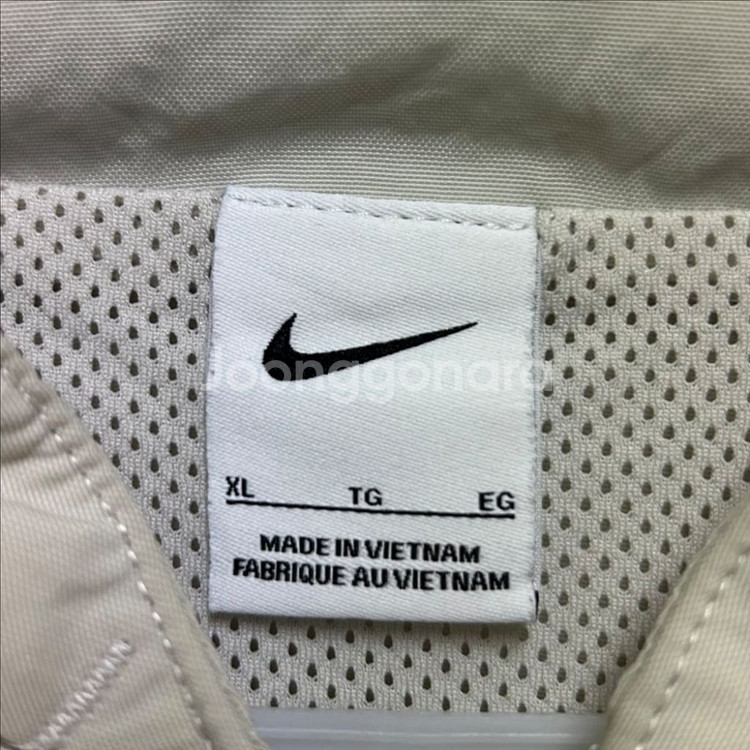 Joonggonara
XL TG EG
MADE IN VIETNAM
FABRIQUE AU VIETNAM